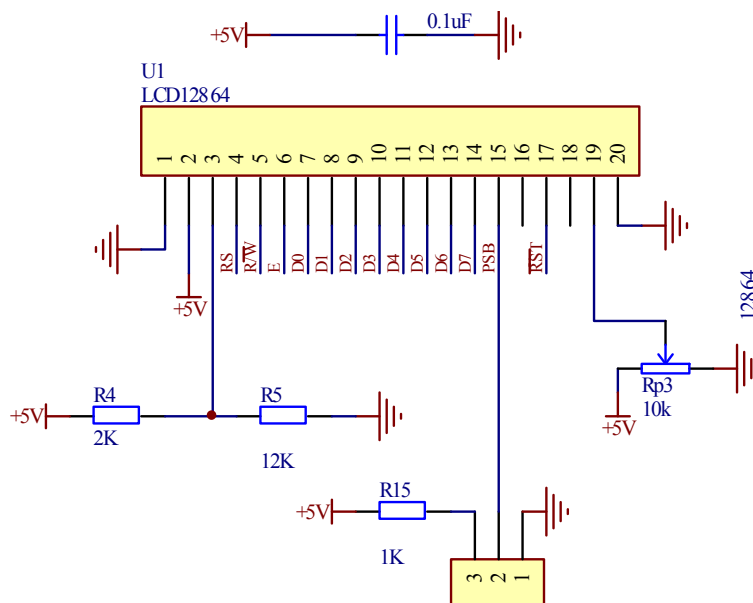 0.1uF
+5V
U1
LCD12864
1 2 3 4 5 6 7 8 9 10 11 12 13 14 15 16 17 18 19 20
RS R/W E D0 D1 D2 D3 D4 D5 D6 D7 PSB RST
+5V
12864
R4 R5 Rp3
+5V 10k
2K +5V
12K
R15
+5V
1K
3 2 1